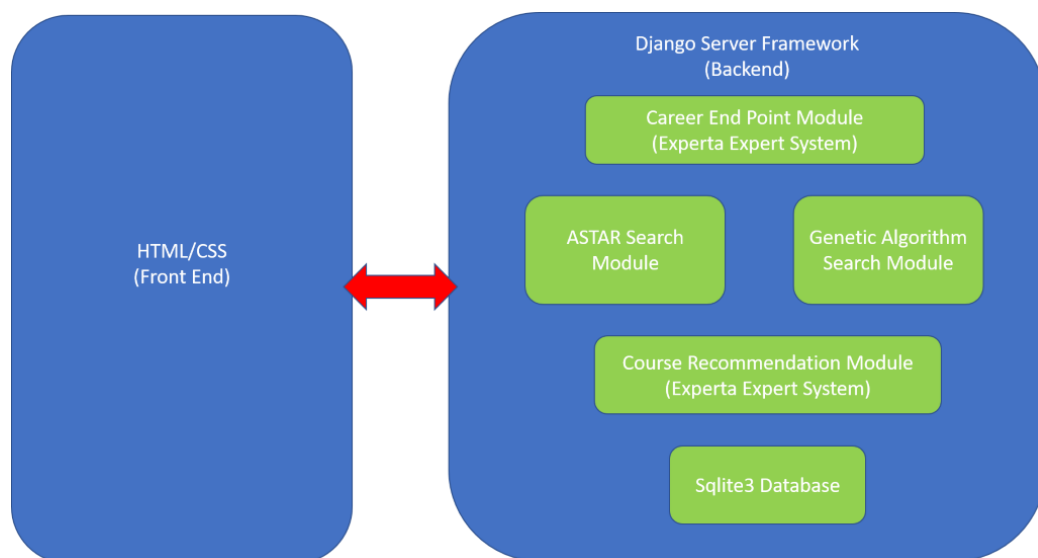 HTML/CSS
(Front End)
Django Server Framework
(Backend)
Career End Point Module
(Experta Expert System)
ASTAR Search
Module
Genetic Algorithm
Search Module
Course Recommendation Module
(Experta Expert System)
Sqlite3 Database